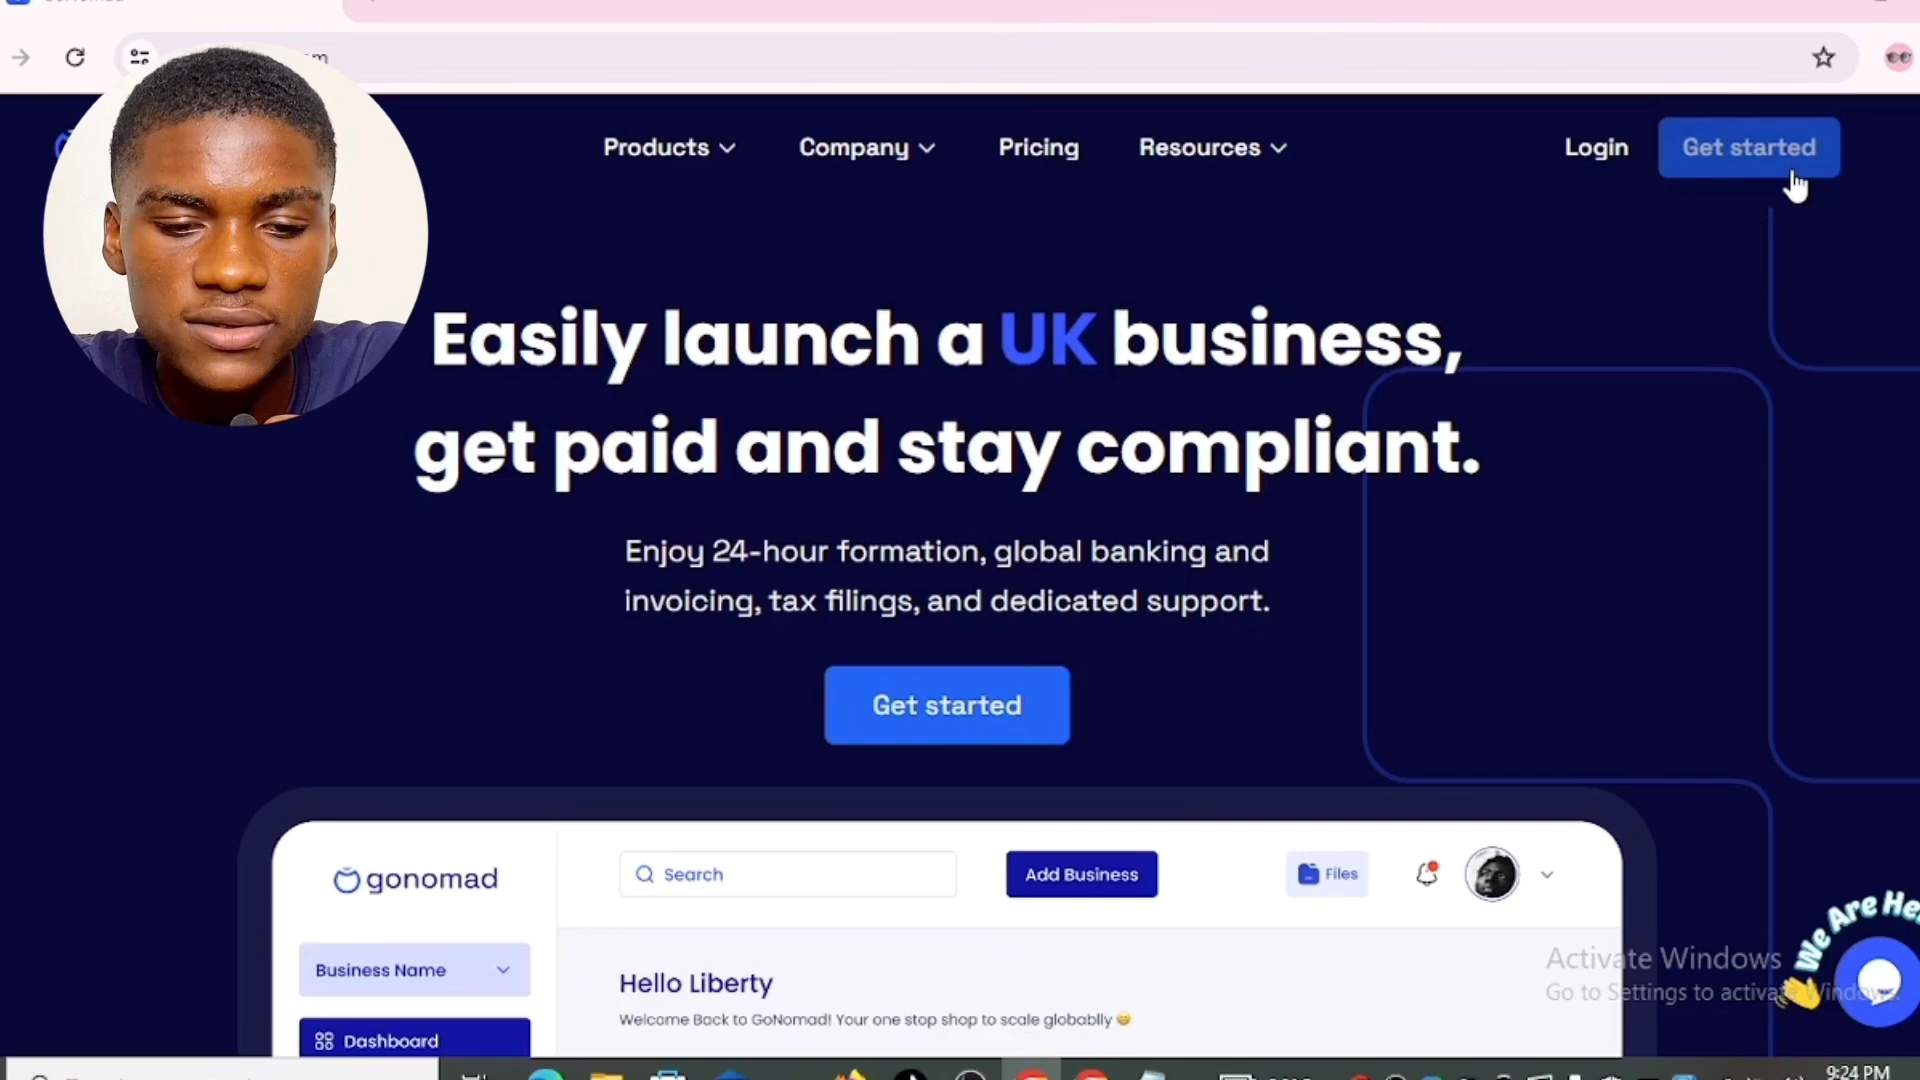 Products
Company
Pricing
Resources
Login
Get started
Easily launch a UK business,
get paid and stay compliant.
Enjoy 24-hour formation, global banking and
invoicing, tax filings, and dedicated support.
Get started
gonomad
Search
Add Business
Files
Business Name
Hello Liberty
Welcome Back to GoNomad! Your one stop shop to scale globablly
Dashboard
We Are He
Activate Windows
Go to Settings to activate Windows.
9:24 PM